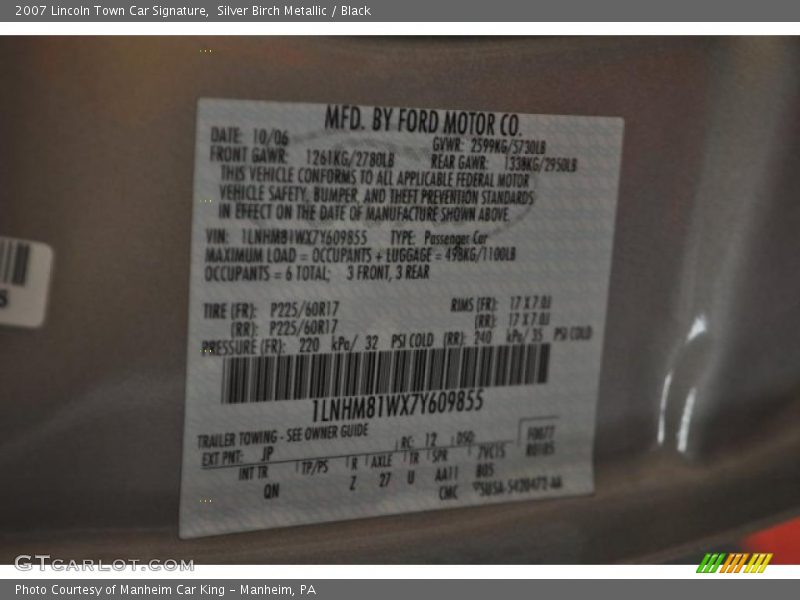 2007 Lincoln Town Car Signature,  Silver Birch Metallic / Black
MFD. BY FORD MOTOR CO.
DATE: 10/06 GVWR: 2599KG/5730LB
FRONT GAWR: 1261KG/2780LB REAR GAWR: 1338KG/2950LB
THIS VEHICLE CONFORMS TO ALL APPLICABLE FEDERAL MOTOR
VEHICLE SAFETY, BUMPER, AND THEFT PREVENTION STANDARDS
IN EFFECT ON THE DATE OF MANUFACTURE SHOWN ABOVE.
VIN: 1LNHM81WX7Y609855 TYPE: Passenger Car
MAXIMUM LOAD = OCCUPANTS + LUGGAGE = 498KG/1100LB
OCCUPANTS = 6 TOTAL; 3 FRONT, 3 REAR
TIRE (FR): P225/60R17 RIMS (FR): 17 X 7.0J
(RR): P225/60R17 (RR): 17 X 7.0J
PRESSURE (FR): 220 kPa/ 32 PSI COLD (RR): 240 kPa/ 35 PSI COLD
1LNHM81WX7Y609855
TRAILER TOWING - SEE OWNER GUIDE
EXT PNT: JP RC: 12 DSO:
INT TR TP/PS R AXLE TR SPR 7VC15
QN Z 27 U AA11
CMC
S
GTCARLOT.COM
Photo Courtesy of Manheim Car King - Manheim, PA